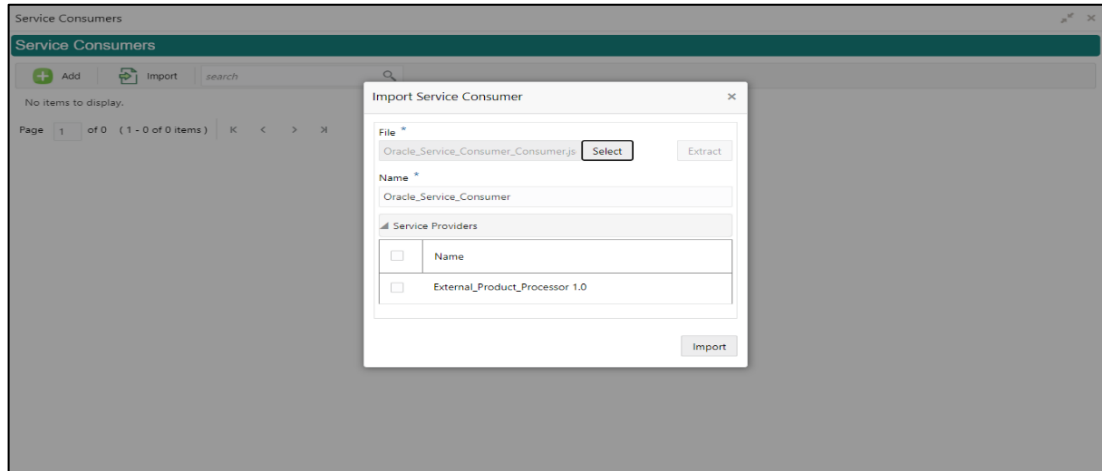 Service Consumers
Service Consumers
Add Import search
No items to display.
Page 1 of 0 (1 - 0 of 0 items)
Import Service Consumer
File *
Oracle_Service_Consumer_Consumer.js Select Extract
Name *
Oracle_Service_Consumer
Service Providers
Name
External_Product_Processor 1.0
Import